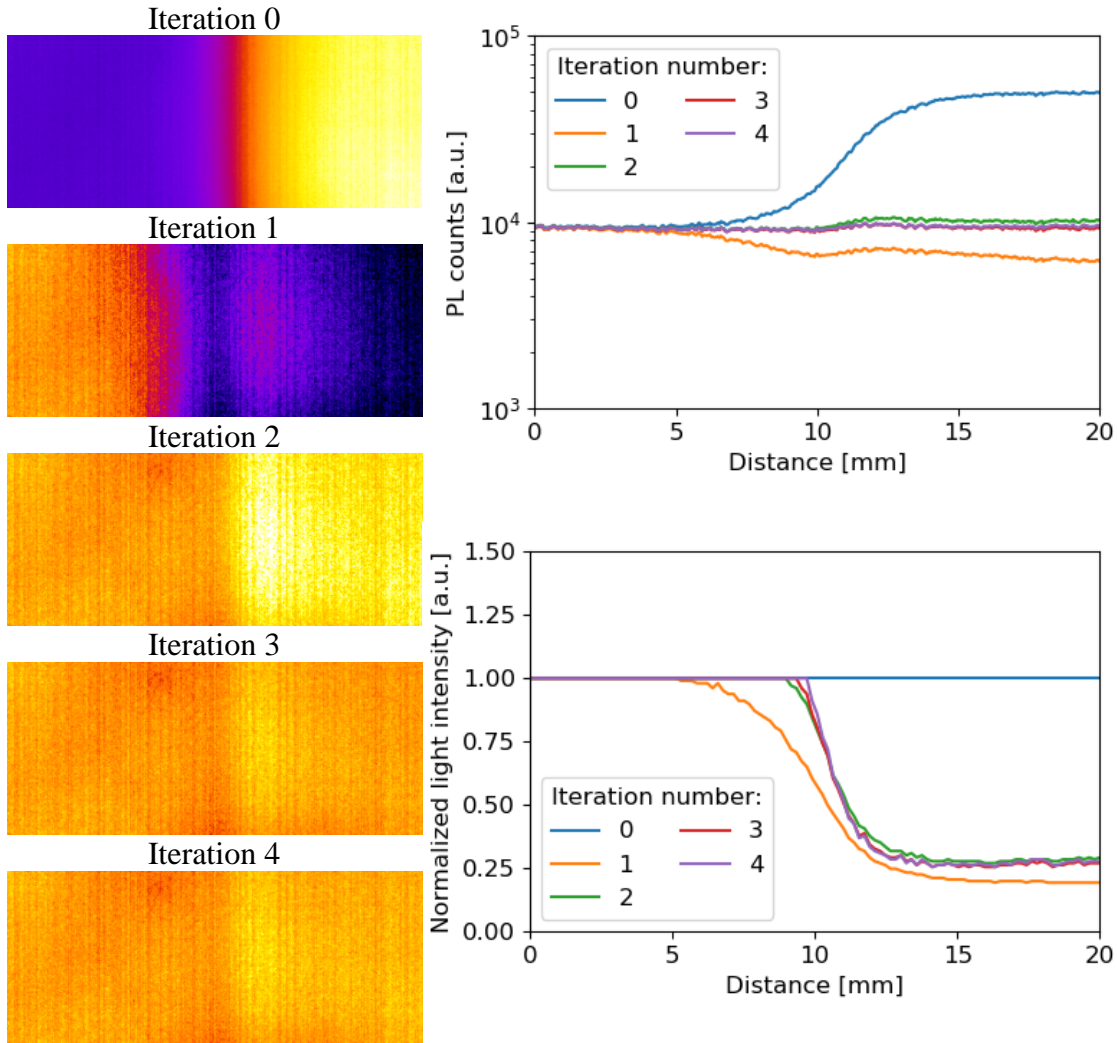 Iteration 0
Iteration 1
Iteration 2
Iteration 3
Iteration 4
PL counts [a.u.]
10^5
10^4
10^3
Iteration number:
0 3
1 4
2
0 5 10 15 20
Distance [mm]
Normalized light intensity [a.u.]
1.50
1.25
1.00
0.75
0.50
0.25
0.00
Iteration number:
0 3
1 4
2
0 5 10 15 20
Distance [mm]